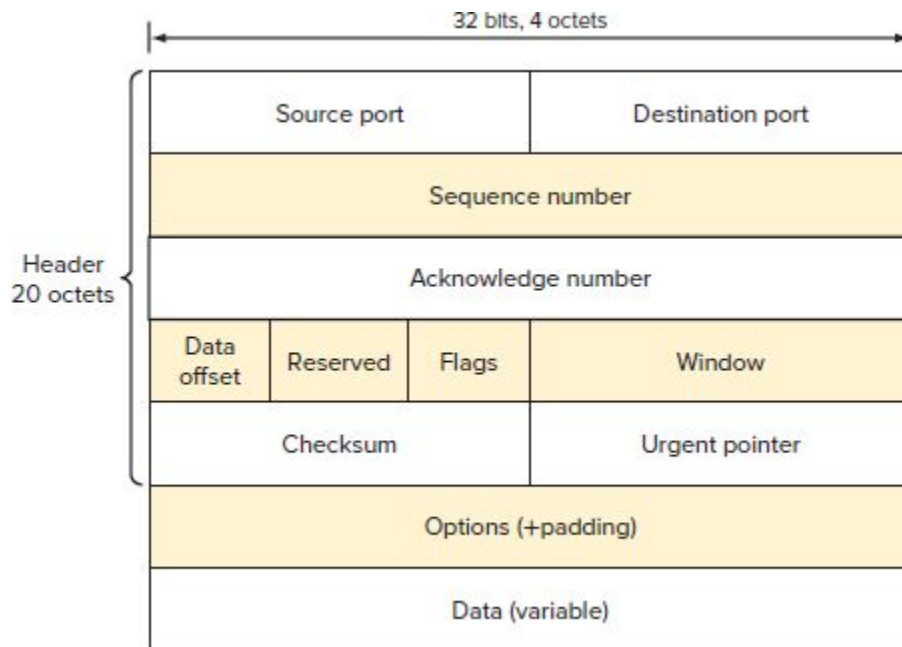 32 bits, 4 octets
Source port
Destination port
Sequence number
Header
20 octets
Acknowledge number
Data
offset
Reserved
Flags
Window
Checksum
Urgent pointer
Options (+padding)
Data (variable)